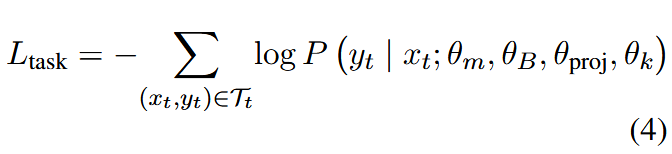 L_task = − ∑_{(x_t,y_t)∈𝒯_t} log P (y_t | x_t; θ_m, θ_B, θ_proj, θ_k)
(4)